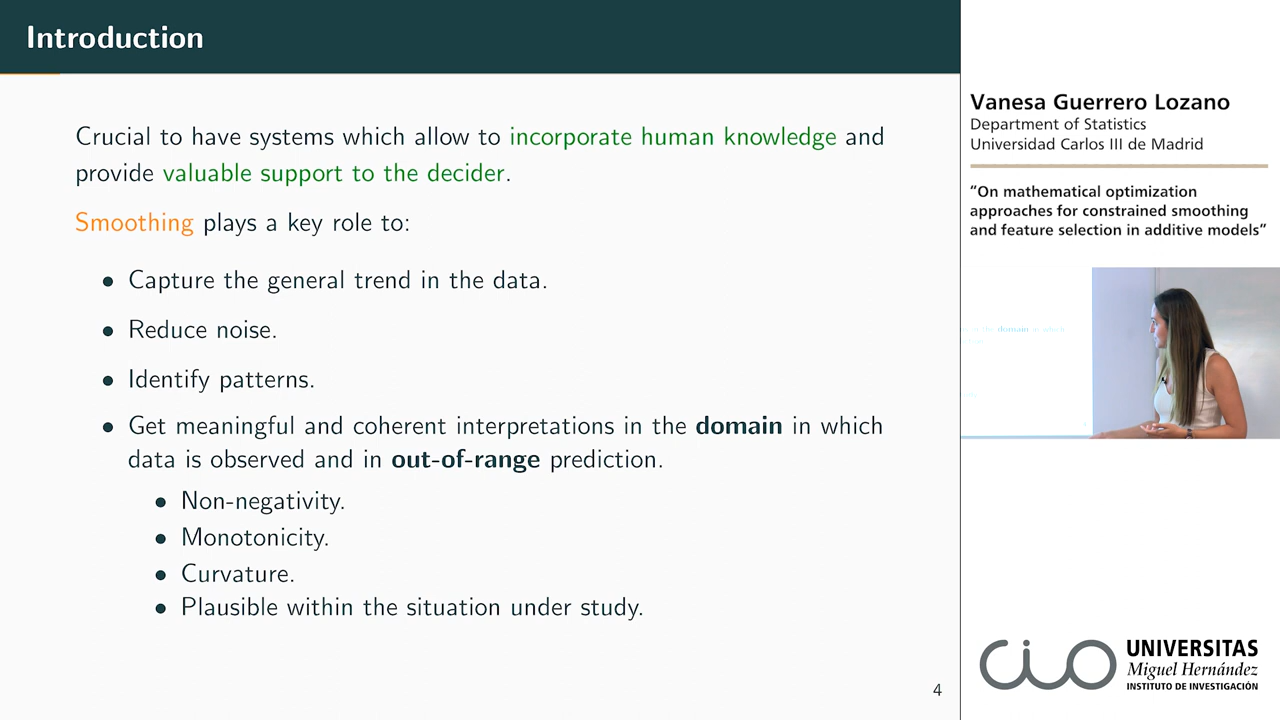 Introduction
Crucial to have systems which allow to incorporate human knowledge and
provide valuable support to the decider.
Smoothing plays a key role to:
• Capture the general trend in the data.
• Reduce noise.
• Identify patterns.
• Get meaningful and coherent interpretations in the domain in which
data is observed and in out-of-range prediction.
• Non-negativity.
• Monotonicity.
• Curvature.
• Plausible within the situation under study.
4
Vanesa Guerrero Lozano
Department of Statistics
Universidad Carlos III de Madrid
“On mathematical optimization
approaches for constrained smoothing
and feature selection in additive models”
domain in which
cio
UNIVERSITAS
Miguel Hernández
INSTITUTO DE INVESTIGACIÓN